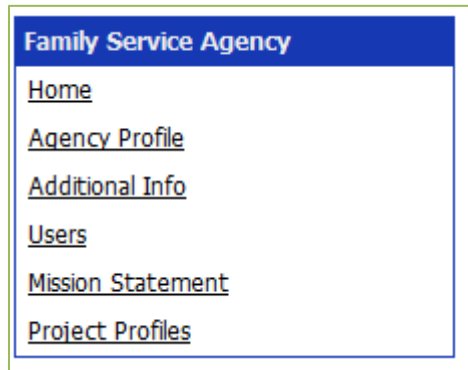 Family Service Agency
Home
Agency Profile
Additional Info
Users
Mission Statement
Project Profiles